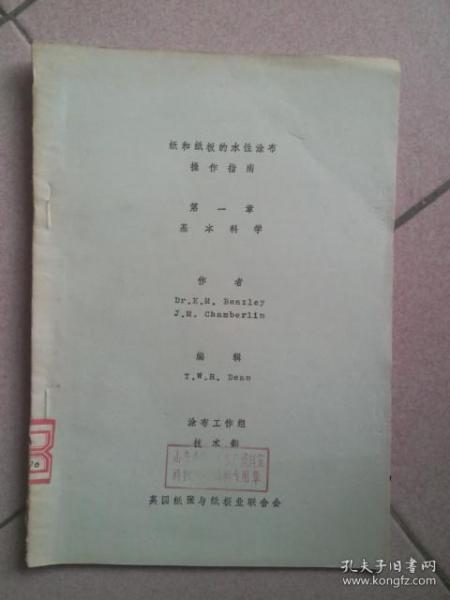 纸和纸板的水性涂布
操作指南
第一章
基本科学
作者
Dr.K.M. Beazley
J.M. Chamberlin
编辑
T.W.R. Dean
涂布工作组
技术部
英国纸张与纸板业联合会
孔夫子旧书网
www.kongfz.com